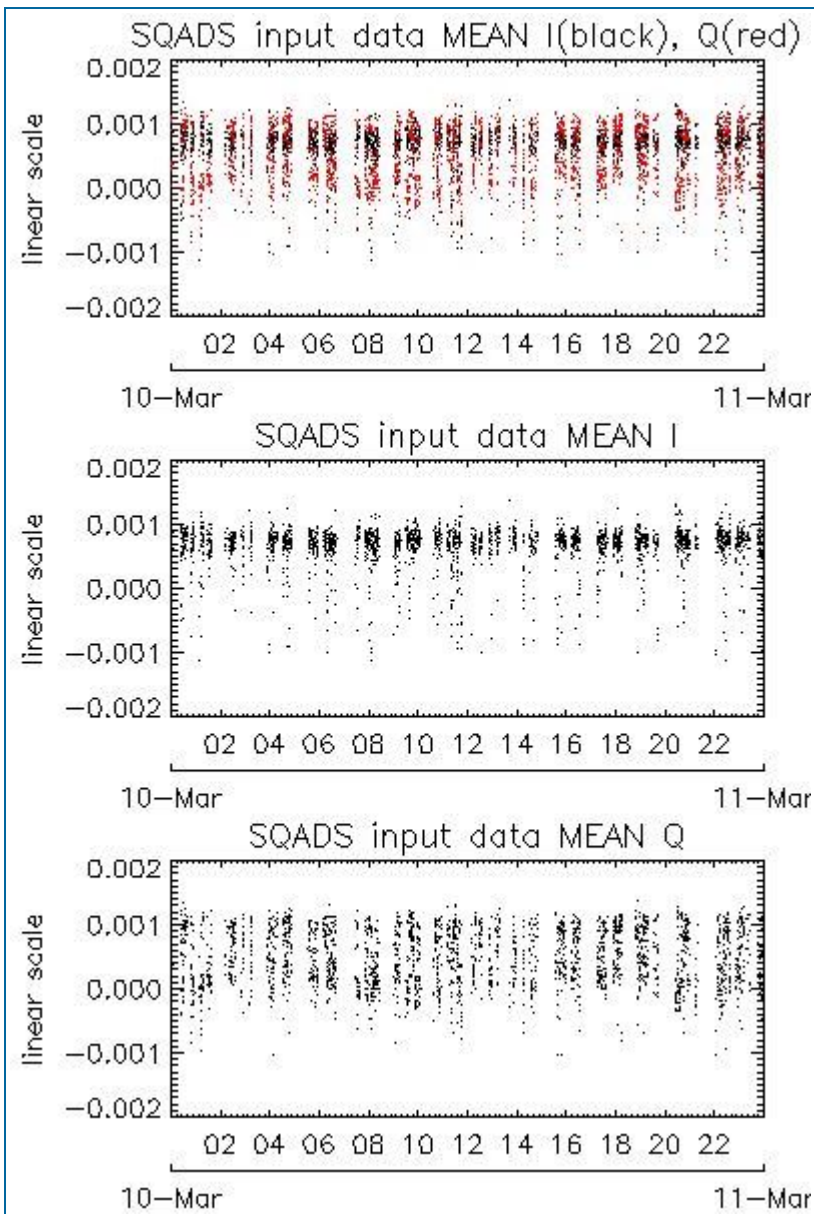 SQADS input data MEAN I(black), Q(red)
0.002
0.001
0.000
-0.001
-0.002
linear scale
02 04 06 08 10 12 14 16 18 20 22
10-Mar 11-Mar
SQADS input data MEAN I
0.002
0.001
0.000
-0.001
-0.002
linear scale
02 04 06 08 10 12 14 16 18 20 22
10-Mar 11-Mar
SQADS input data MEAN Q
0.002
0.001
0.000
-0.001
-0.002
linear scale
02 04 06 08 10 12 14 16 18 20 22
10-Mar 11-Mar